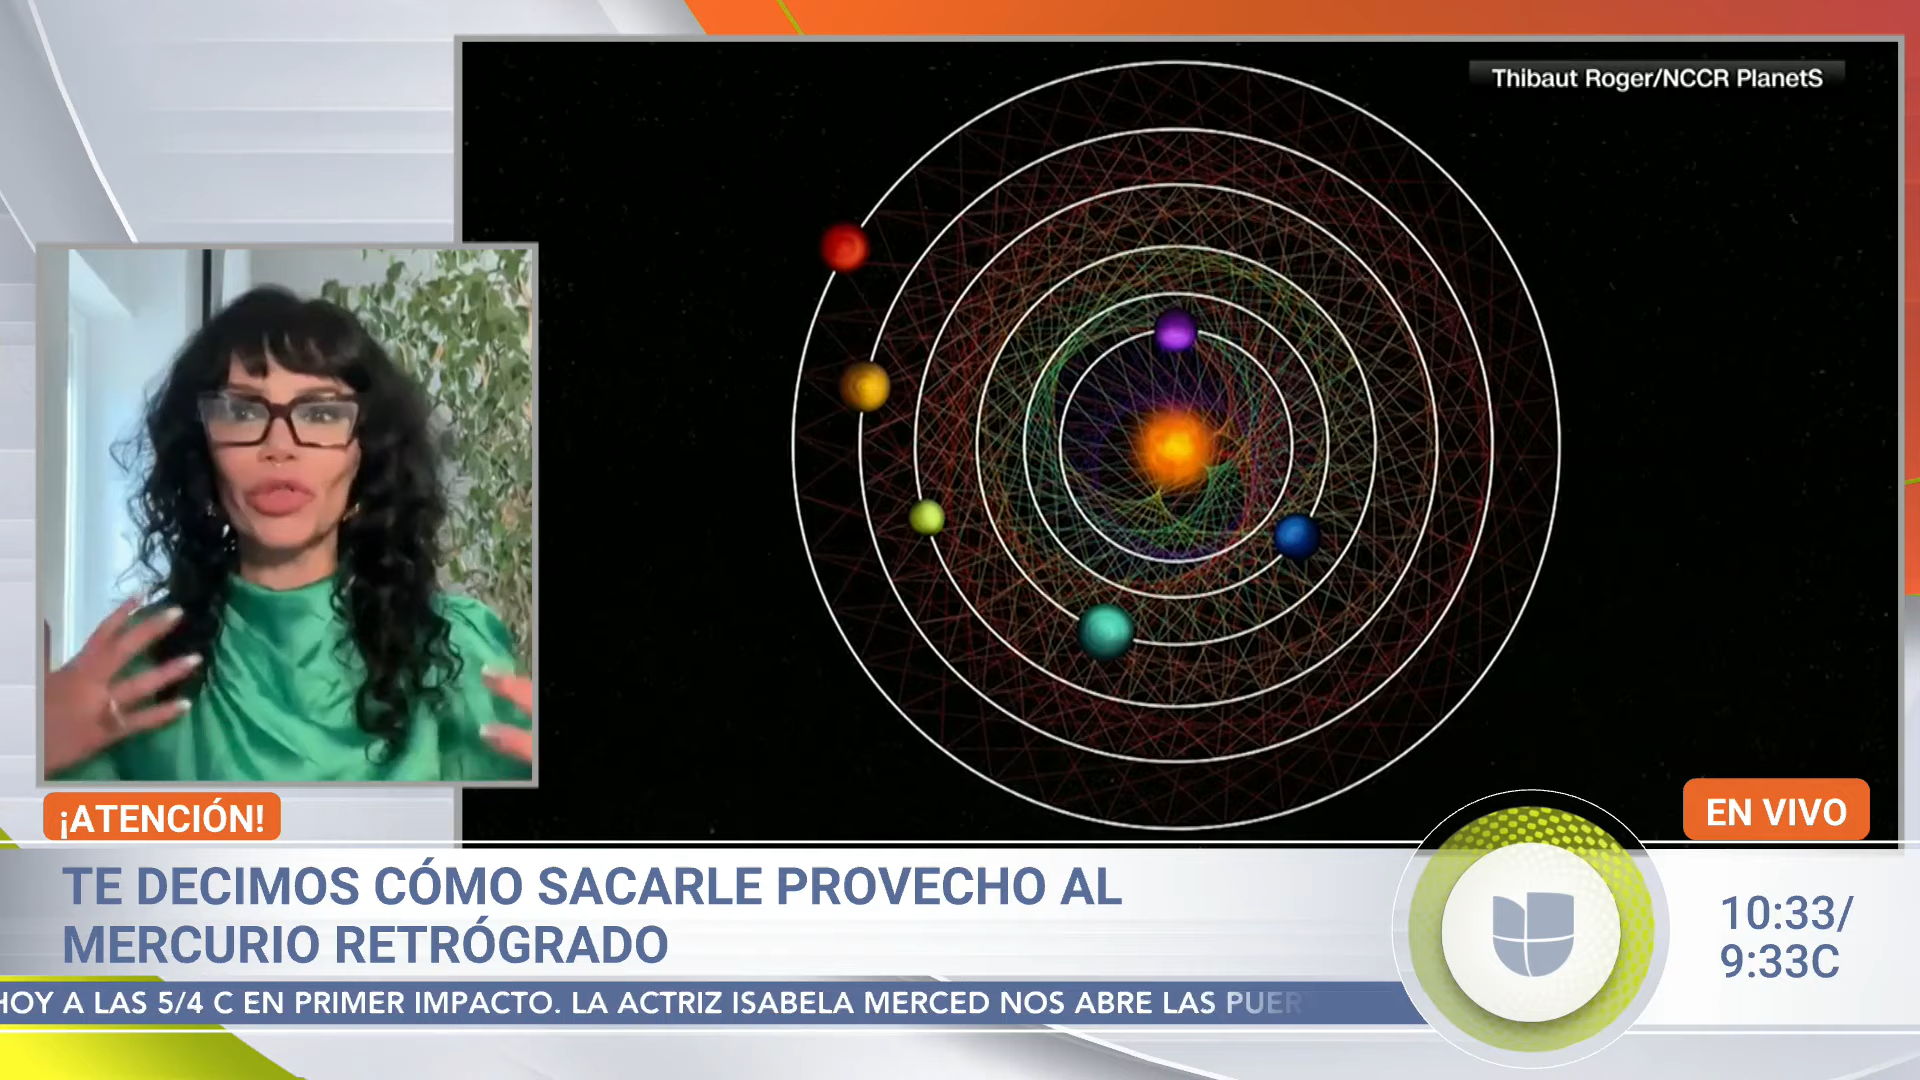 Thibaut Roger/NCCR PlanetS
¡ATENCIÓN!
EN VIVO
TE DECIMOS CÓMO SACARLE PROVECHO AL
MERCURIO RETRÓGRADO
10:33/
9:33C
HOY A LAS 5/4 C EN PRIMER IMPACTO. LA ACTRIZ ISABELA MERCED NOS ABRE LAS